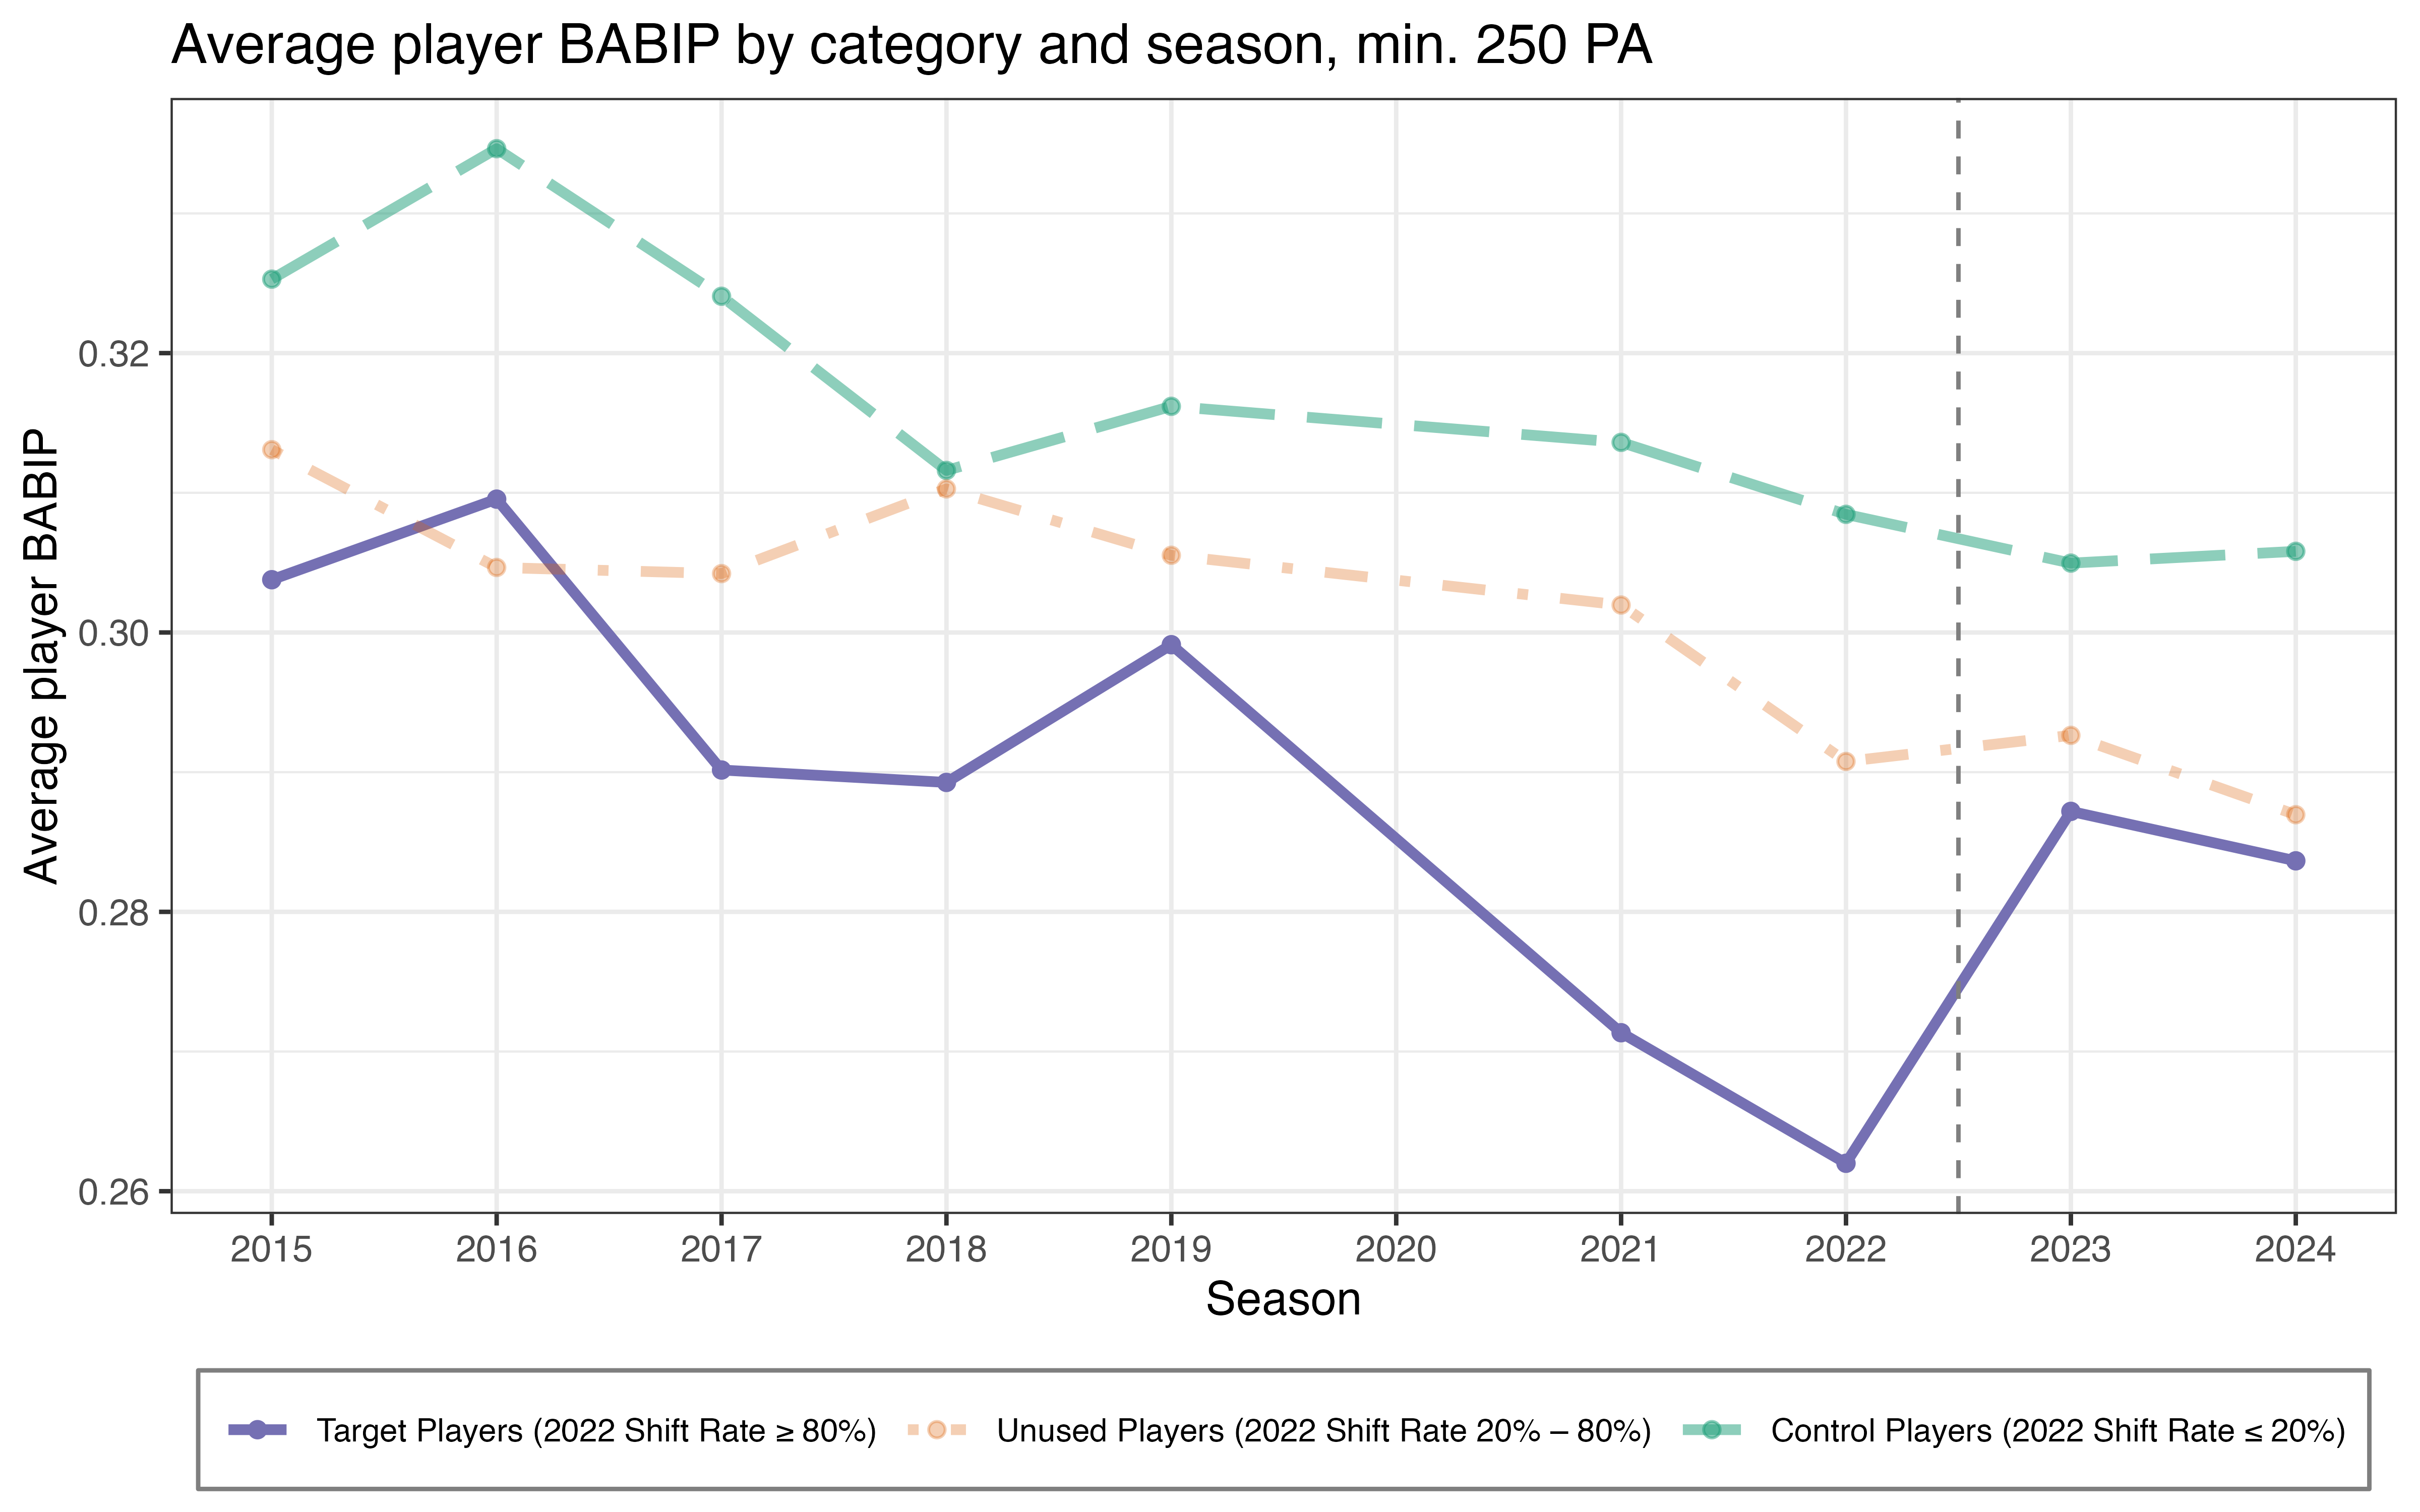 Average player BABIP by category and season, min. 250 PA
Average player BABIP
0.32
0.30
0.28
0.26
2015 2016 2017 2018 2019 2020 2021 2022 2023 2024
Season
Target Players (2022 Shift Rate ≥ 80%) Unused Players (2022 Shift Rate 20% – 80%) Control Players (2022 Shift Rate ≤ 20%)